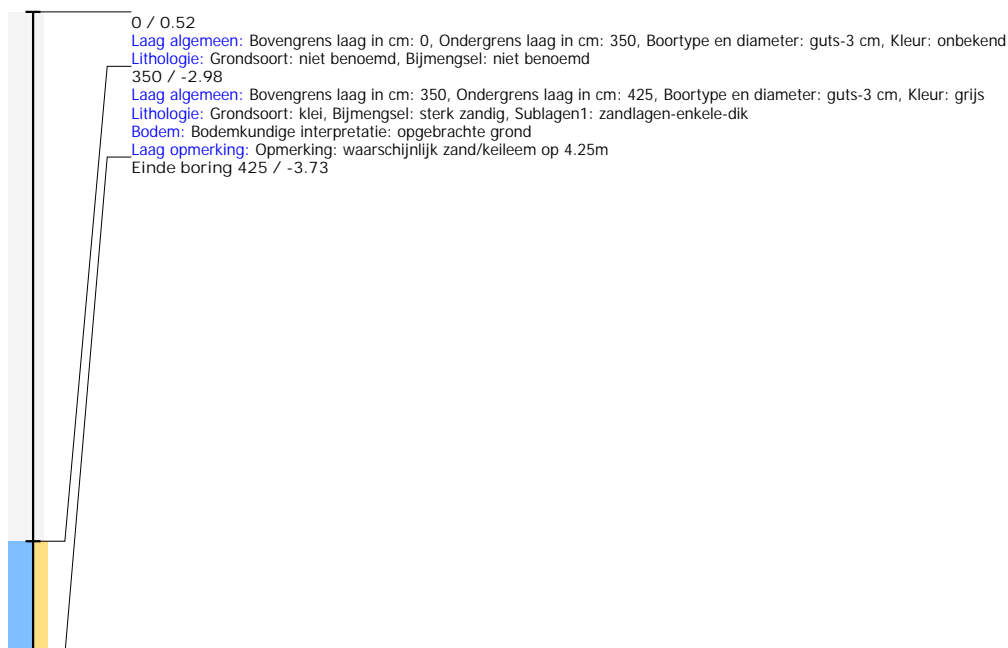 0 / 0.52
Laag algemeen: Bovengrens laag in cm: 0, Ondergrens laag in cm: 350, Boortype en diameter: guts-3 cm, Kleur: onbekend
Lithologie: Grondsoort: niet benoemd, Bijmengsel: niet benoemd
350 / -2.98
Laag algemeen: Bovengrens laag in cm: 350, Ondergrens laag in cm: 425, Boortype en diameter: guts-3 cm, Kleur: grijs
Lithologie: Grondsoort: klei, Bijmengsel: sterk zandig, Sublagen1: zandlagen-enkele-dik
Bodem: Bodemkundige interpretatie: opgebrachte grond
Laag opmerking: Opmerking: waarschijnlijk zand/keileem op 4.25m
Einde boring 425 / -3.73